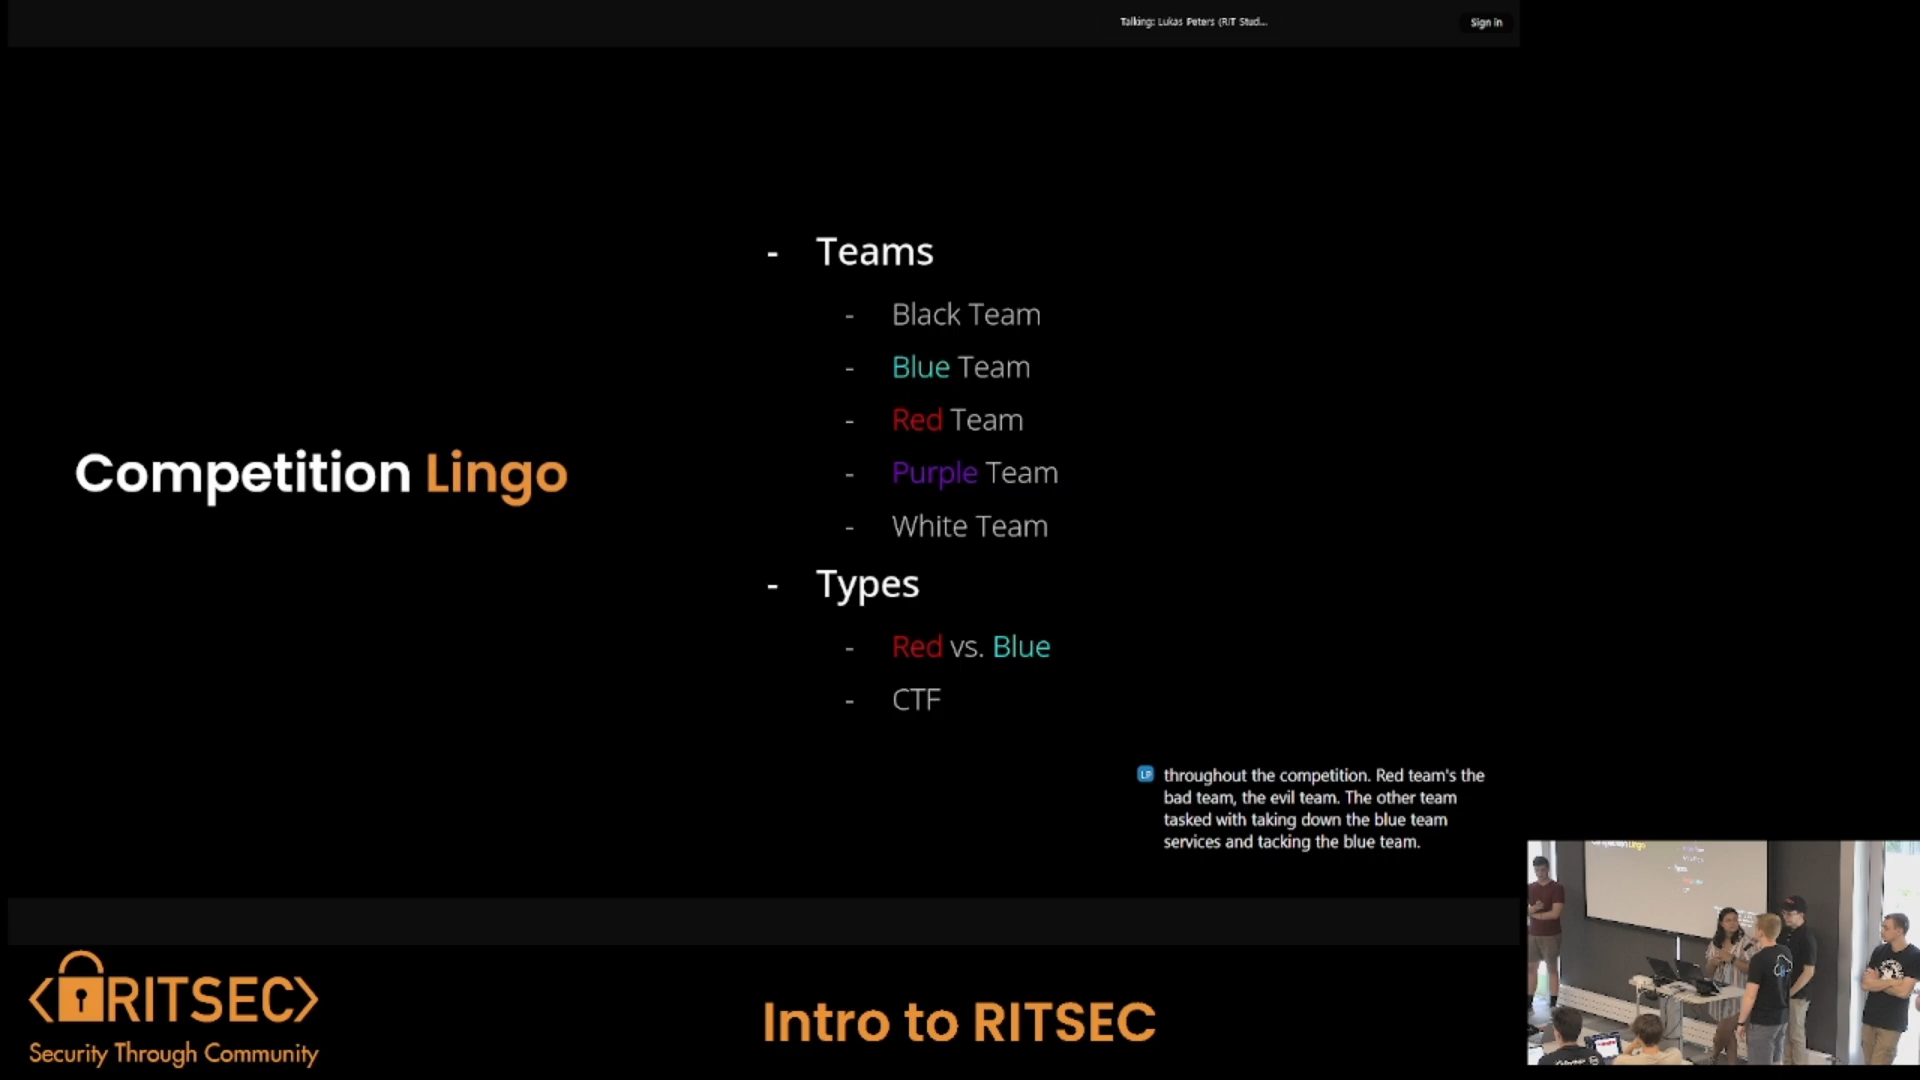 Talking: Lukas Peters (RIT Stud...
Sign in
- Teams
- Black Team
- Blue Team
- Red Team
- Purple Team
- White Team
Competition Lingo
- Types
- Red vs. Blue
- CTF
LP throughout the competition. Red team's the
bad team, the evil team. The other team
tasked with taking down the blue team
services and tacking the blue team.
<RITSEC>
Security Through Community
Intro to RITSEC